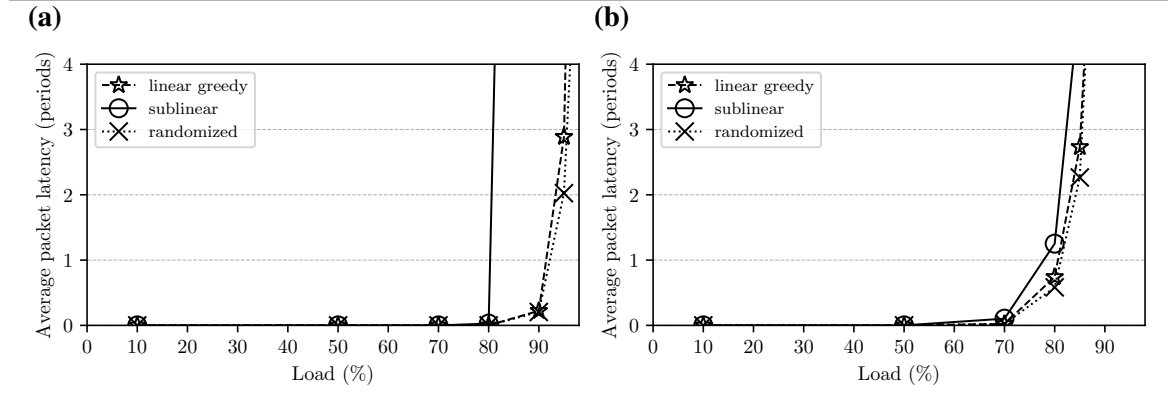 (a)
Average packet latency (periods)
4
3
2
1
0
linear greedy
sublinear
randomized
0 10 20 30 40 50 60 70 80 90
Load (%)
(b)
Average packet latency (periods)
4
3
2
1
0
linear greedy
sublinear
randomized
0 10 20 30 40 50 60 70 80 90
Load (%)